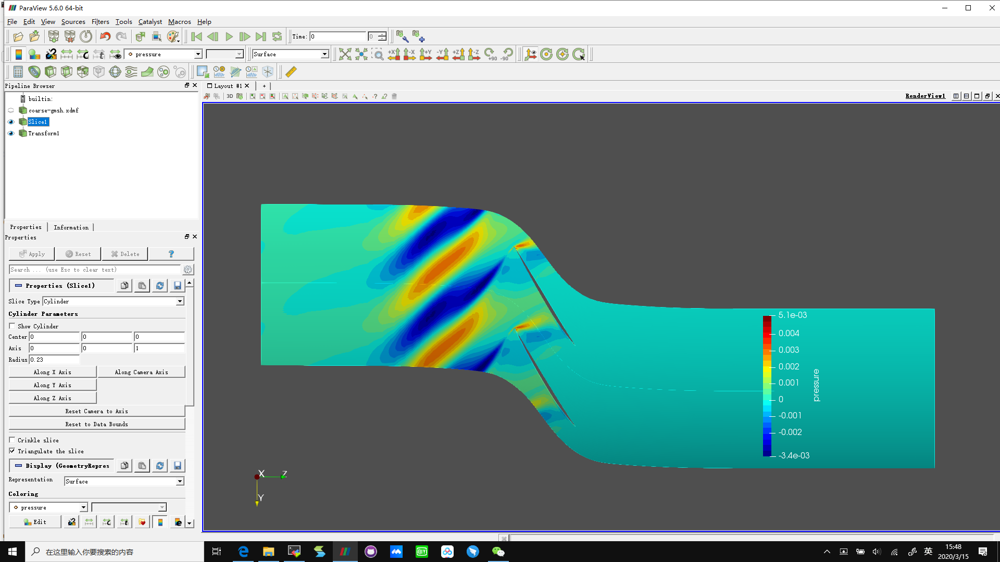 ParaView 5.6.0 64-bit
File Edit View Sources Filters Tools Catalyst Macros Help
Time: 0 0
pressure Surface
+X -X +Y -Y +Z -Z +90 -90
Pipeline Browser
Layout #1 +
3D
RenderView1
builtin:
coarse-gmsh.xdmf
Slice1
Transform1
Properties Information
Properties
Apply Reset Delete ?
Search ... (use Esc to clear text)
Properties (Slice1)
Slice Type Cylinder
Cylinder Parameters
Show Cylinder
Center 0 0 0
Axis 0 0 1
Radius 0.23
Along X Axis Along Camera Axis
Along Y Axis
Along Z Axis
Reset Camera to Axis
Reset to Data Bounds
Crinkle slice
Triangulate the slice
Display (GeometryRepres
Representation Surface
Coloring
pressure
Edit
5.1e-03
0.004
0.003
0.002
0.001
0
-0.001
-0.002
-3.4e-03
pressure
X Z
Y
在这里输入你要搜索的内容
QIY
英
15:48
2020/3/15